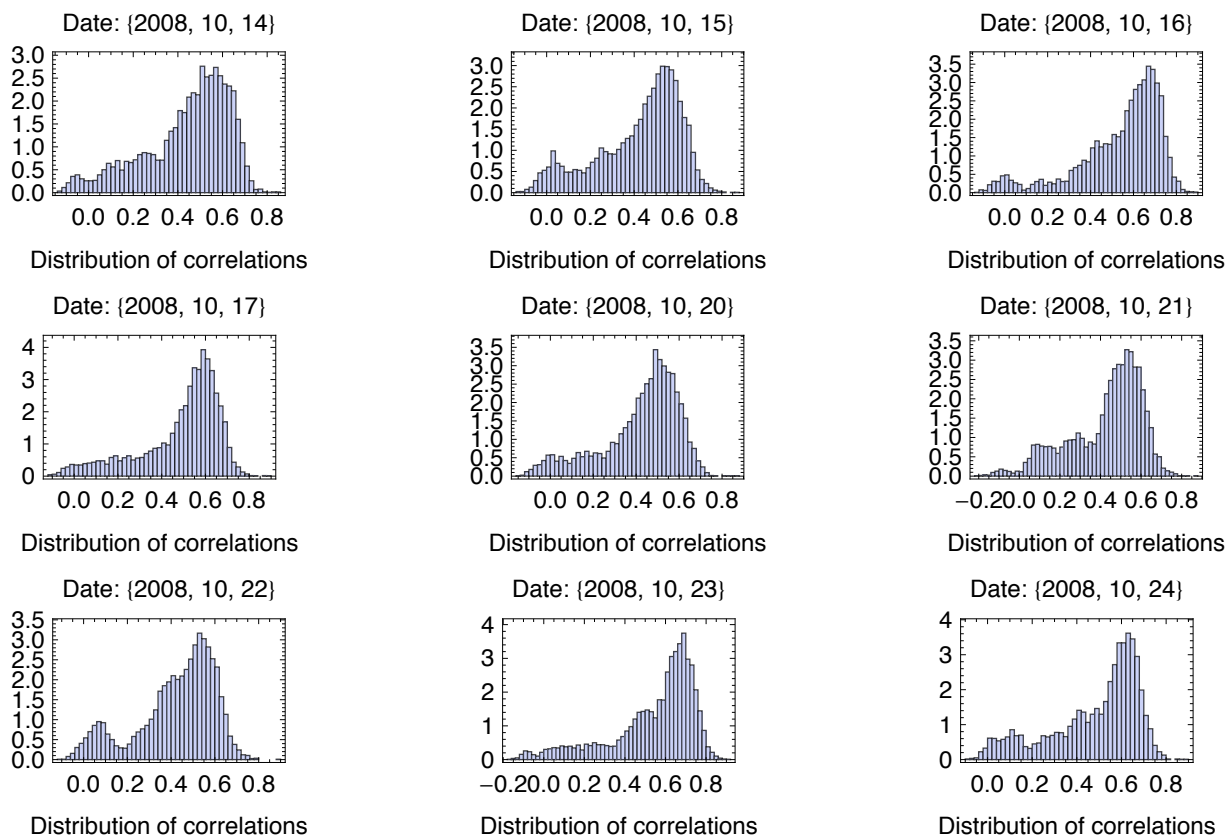 Date: {2008, 10, 14}
3.0
2.5
2.0
1.5
1.0
0.5
0.0
0.0 0.2 0.4 0.6 0.8
Distribution of correlations
Date: {2008, 10, 15}
3.0
2.5
2.0
1.5
1.0
0.5
0.0
0.0 0.2 0.4 0.6 0.8
Distribution of correlations
Date: {2008, 10, 16}
3.5
3.0
2.5
2.0
1.5
1.0
0.5
0.0
0.0 0.2 0.4 0.6 0.8
Distribution of correlations
Date: {2008, 10, 17}
4
3
2
1
0
0.0 0.2 0.4 0.6 0.8
Distribution of correlations
Date: {2008, 10, 20}
3.5
3.0
2.5
2.0
1.5
1.0
0.5
0.0
0.0 0.2 0.4 0.6 0.8
Distribution of correlations
Date: {2008, 10, 21}
3.5
3.0
2.5
2.0
1.5
1.0
0.5
0.0
−0.20.0 0.2 0.4 0.6 0.8
Distribution of correlations
Date: {2008, 10, 22}
3.5
3.0
2.5
2.0
1.5
1.0
0.5
0.0
0.0 0.2 0.4 0.6 0.8
Distribution of correlations
Date: {2008, 10, 23}
4
3
2
1
0
−0.20.0 0.2 0.4 0.6 0.8
Distribution of correlations
Date: {2008, 10, 24}
4
3
2
1
0
0.0 0.2 0.4 0.6 0.8
Distribution of correlations